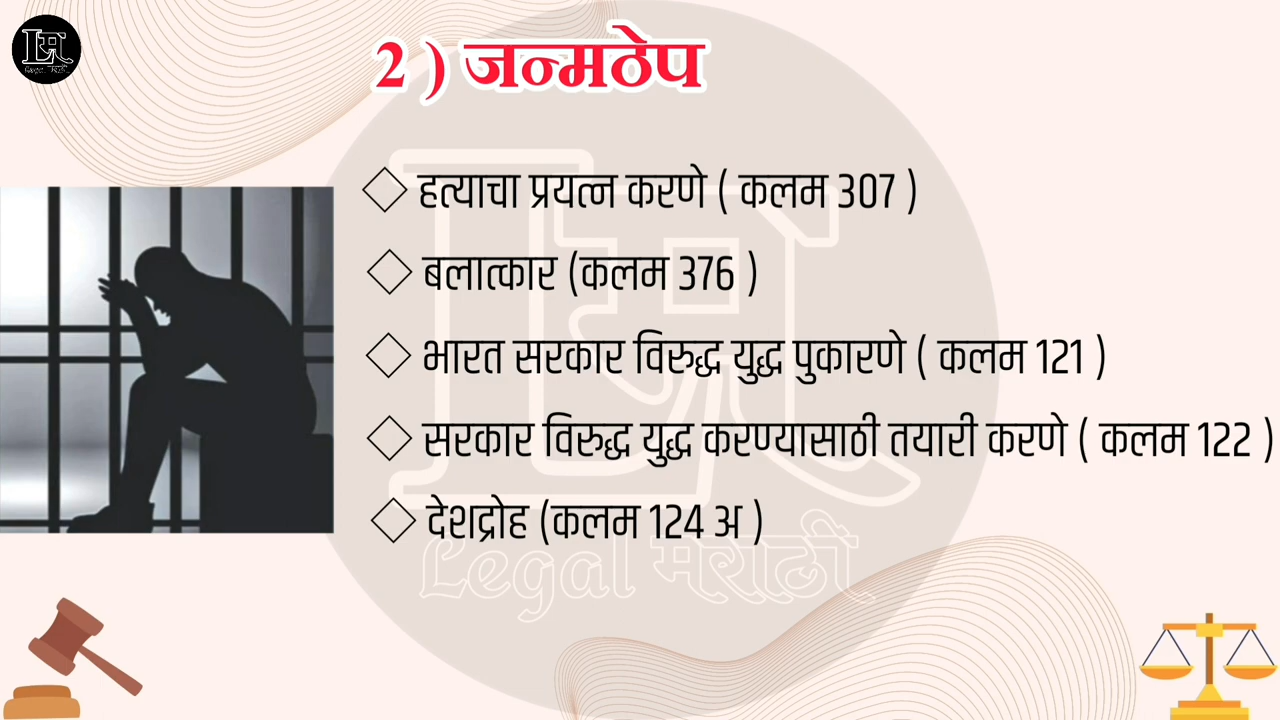 2 ) जन्मठेप
◇ हत्याचा प्रयत्न करणे ( कलम 307 )
◇ बलात्कार (कलम 376 )
◇ भारत सरकार विरुद्ध युद्ध पुकारणे ( कलम 121 )
◇ सरकार विरुद्ध युद्ध करण्यासाठी तयारी करणे ( कलम 122 )
◇ देशद्रोह (कलम 124 अ )
Legal मराठी